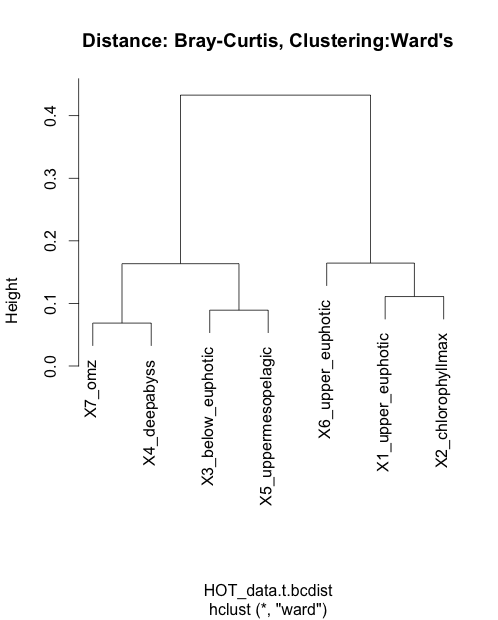 Distance: Bray-Curtis, Clustering:Ward's
Height
0.0
0.1
0.2
0.3
0.4
X7_omz
X4_deepabyss
X3_below_euphotic
X5_uppermesopelagic
X6_upper_euphotic
X1_upper_euphotic
X2_chlorophyllmax
HOT_data.t.bcdist
hclust (*, "ward")